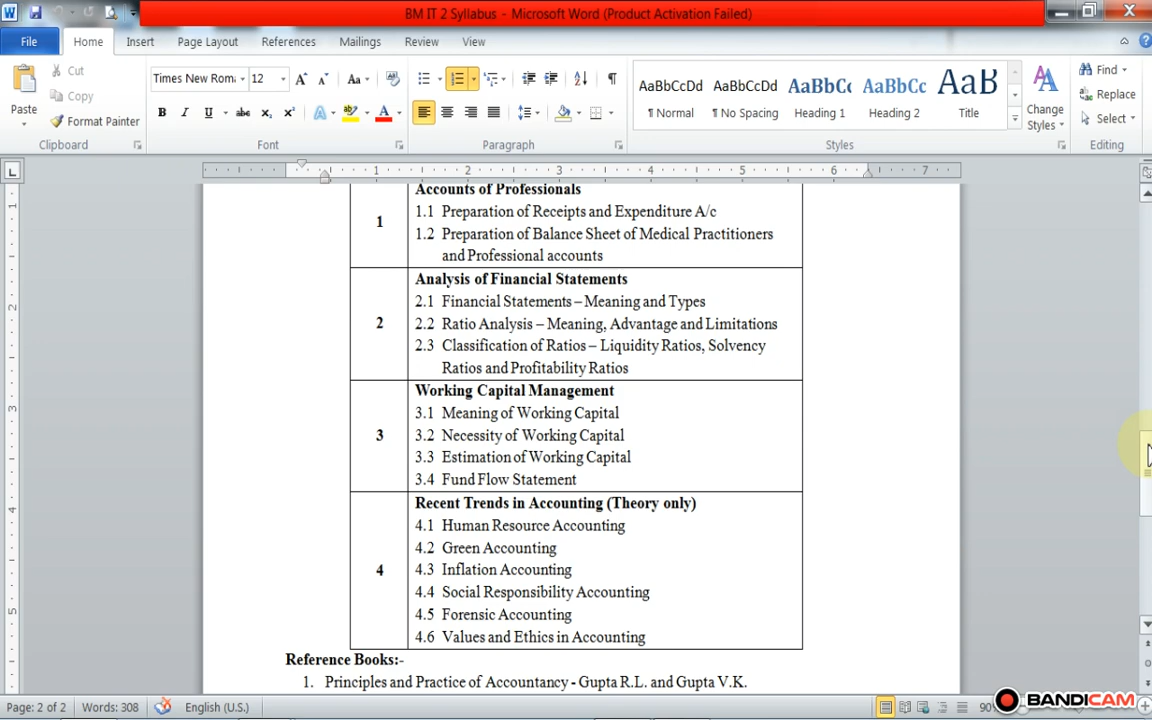 BM IT 2 Syllabus - Microsoft Word (Product Activation Failed)
File Home Insert Page Layout References Mailings Review View
Paste
Cut
Copy
Format Painter
Clipboard
Times New Rom 12
Font
Paragraph
AaBbCcDd AaBbCcDd AaBbCc AaBbCc AaB
¶ Normal ¶ No Spacing Heading 1 Heading 2 Title
Styles
Change
Styles
Find
Replace
Select
Editing
1 2 3 4 5 6 7
1
Accounts of Professionals
1.1 Preparation of Receipts and Expenditure A/c
1.2 Preparation of Balance Sheet of Medical Practitioners
and Professional accounts
2
Analysis of Financial Statements
2.1 Financial Statements – Meaning and Types
2.2 Ratio Analysis – Meaning, Advantage and Limitations
2.3 Classification of Ratios – Liquidity Ratios, Solvency
Ratios and Profitability Ratios
3
Working Capital Management
3.1 Meaning of Working Capital
3.2 Necessity of Working Capital
3.3 Estimation of Working Capital
3.4 Fund Flow Statement
4
Recent Trends in Accounting (Theory only)
4.1 Human Resource Accounting
4.2 Green Accounting
4.3 Inflation Accounting
4.4 Social Responsibility Accounting
4.5 Forensic Accounting
4.6 Values and Ethics in Accounting
Reference Books:-
1. Principles and Practice of Accountancy - Gupta R.L. and Gupta V.K.
Page: 2 of 2 Words: 308 English (U.S.)
BANDICAM